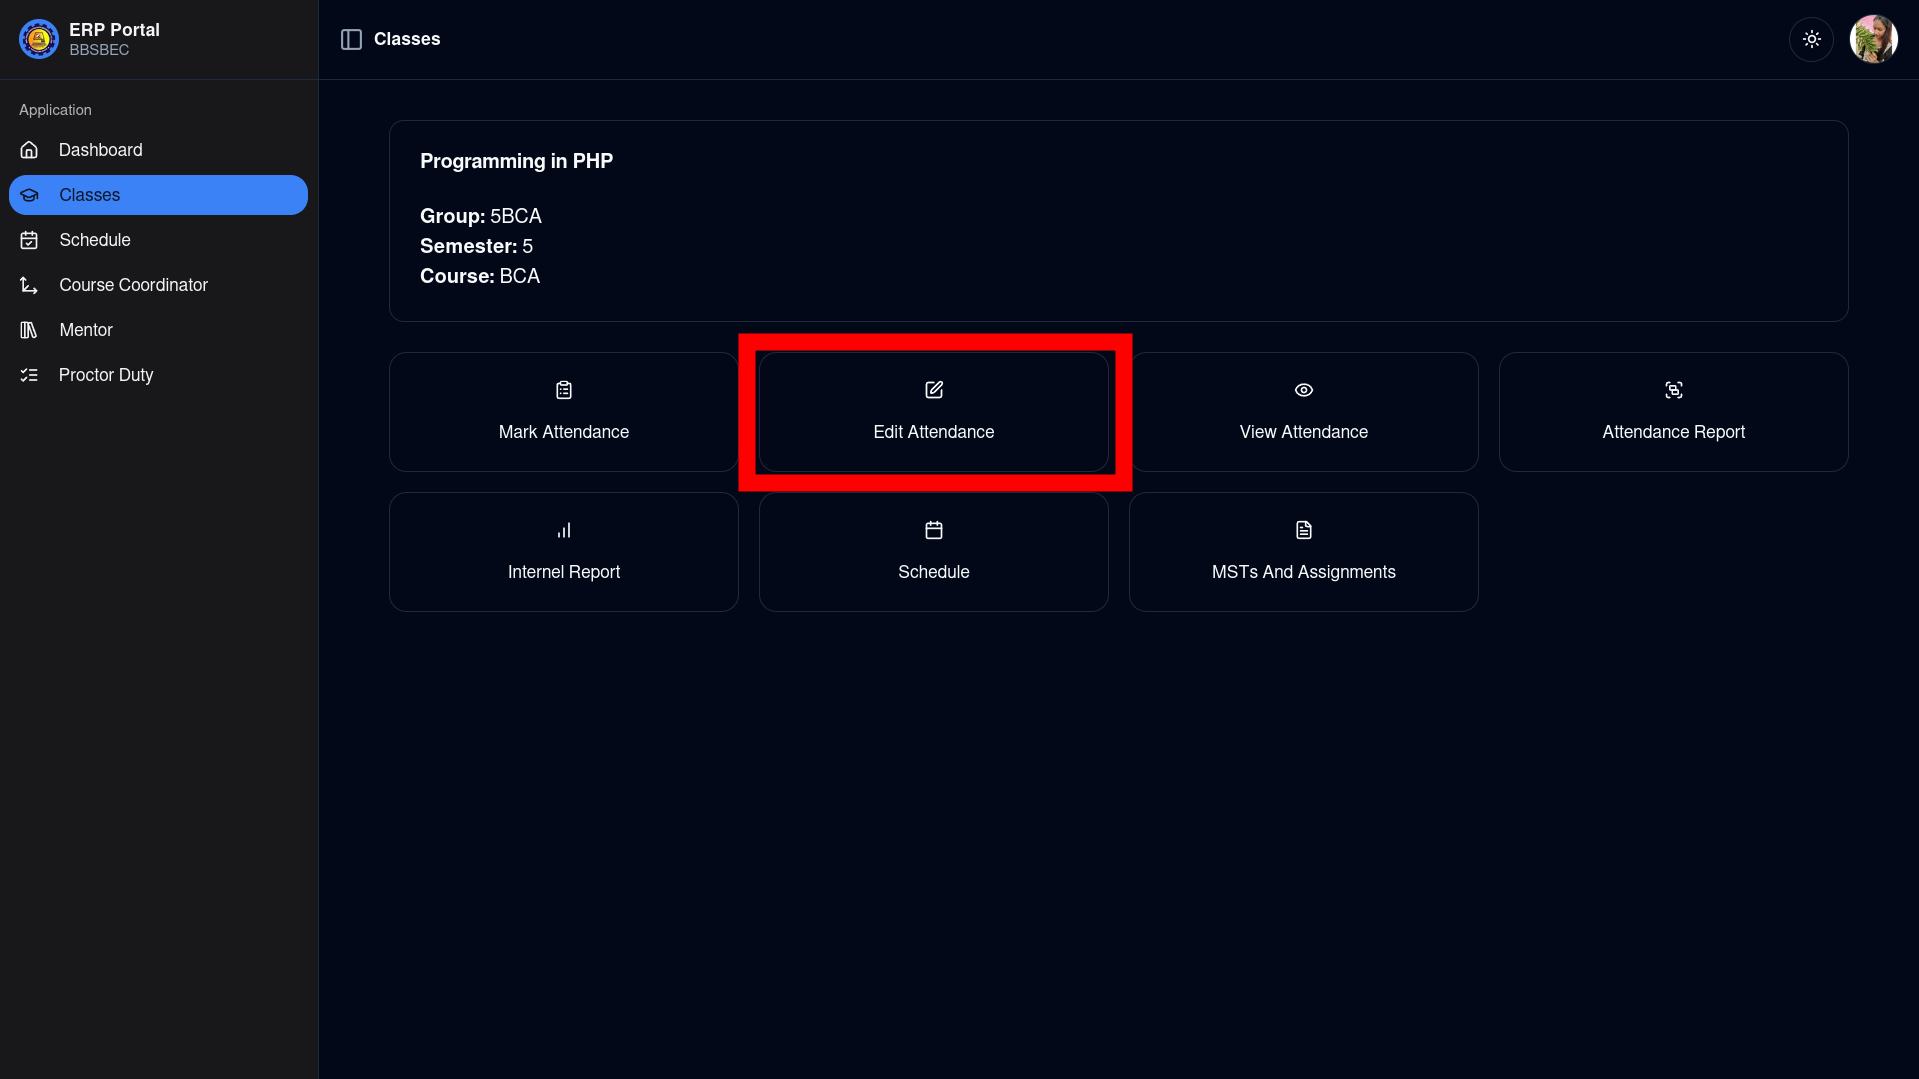 ERP Portal
BBSBEC
Application
Dashboard
Classes
Schedule
Course Coordinator
Mentor
Proctor Duty
Classes
Programming in PHP
Group: 5BCA
Semester: 5
Course: BCA
Mark Attendance
Edit Attendance
View Attendance
Attendance Report
Internel Report
Schedule
MSTs And Assignments